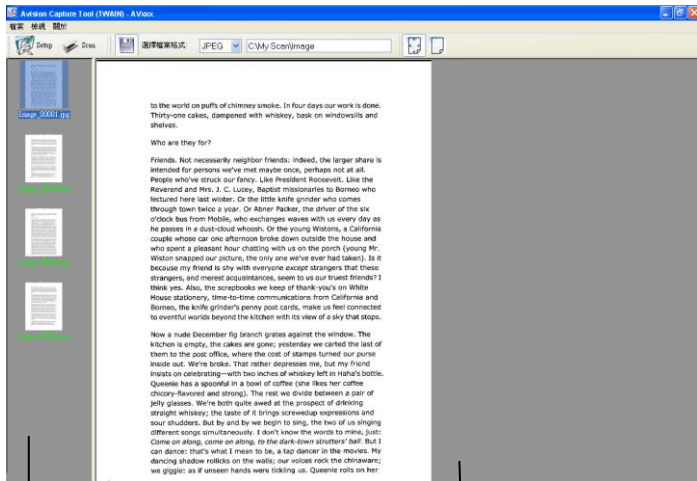 Avision Capture Tool (TWAIN) - AVxxx
檔案 檢視 關於
Setup Scan 選擇檔案格式: JPEG C:\My Scan\Image
Image_00001.jpg
to the world on puffs of chimney smoke. In four days our work is done.
Thirty-one cakes, dampened with whiskey, bask on windowsills and
shelves.
Who are they for?
Friends. Not necessarily neighbor friends: indeed, the larger share is
intended for persons we've met maybe once, perhaps not at all.
People who've struck our fancy. Like President Roosevelt. Like the
Reverend and Mrs. J. C. Lucey, Baptist missionaries to Borneo who
lectured here last winter. Or the little knife grinder who comes
through town twice a year. Or Abner Packer, the driver of the six
o'clock bus from Mobile, who exchanges waves with us every day as
he passes in a dust-cloud whoosh. Or the young Wistons, a California
couple whose car one afternoon broke down outside the house and
who spent a pleasant hour chatting with us on the porch (young Mr.
Wiston snapped our picture, the only one we've ever had taken). Is it
because my friend is shy with everyone except strangers that these
strangers, and merest acquaintances, seem to us our truest friends? I
think yes. Also, the scrapbooks we keep of thank-you's on White
House stationery, time-to-time communications from California and
Borneo, the knife grinder's penny post cards, make us feel connected
to eventful worlds beyond the kitchen with its view of a sky that stops.
Now a nude December fig branch grates against the window. The
kitchen is empty, the cakes are gone; yesterday we carted the last of
them to the post office, where the cost of stamps turned our purse
inside out. We're broke. That rather depresses me, but my friend
insists on celebrating—with two inches of whiskey left in Haha's bottle.
Queenie has a spoonful in a bowl of coffee (she likes her coffee
chicory-flavored and strong). The rest we divide between a pair of
jelly glasses. We're both quite awed at the prospect of drinking
straight whiskey; the taste of it brings screwedup expressions and
sour shudders. But by and by we begin to sing, the two of us singing
different songs simultaneously. I don't know the words to mine, just:
Come on along, come on along, to the dark-town strutters' ball. But I
can dance: that's what I mean to be, a tap dancer in the movies. My
dancing shadow rollicks on the walls; our voices rock the chinaware;
we giggle: as if unseen hands were tickling us. Queenie rolls on her